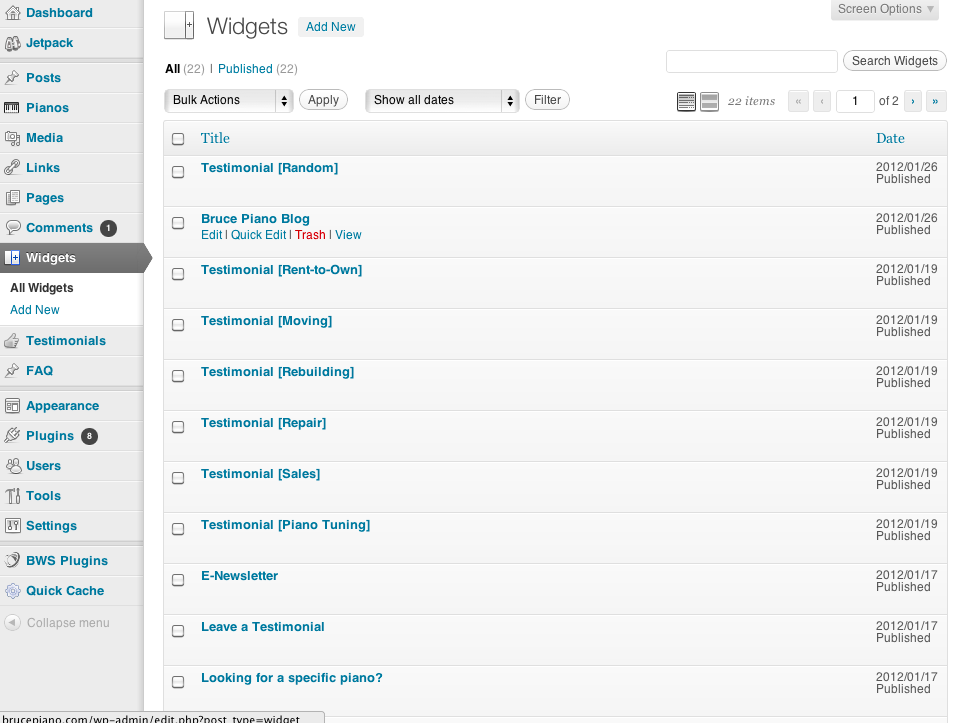 Dashboard
Jetpack
Posts
Pianos
Media
Links
Pages
Comments 1
Widgets
All Widgets
Add New
Testimonials
FAQ
Appearance
Plugins 8
Users
Tools
Settings
BWS Plugins
Quick Cache
Collapse menu
Screen Options
Widgets Add New
All (22) | Published (22)
Search Widgets
Bulk Actions Apply Show all dates Filter 22 items « ‹ 1 of 2 › »
Title Date
Testimonial [Random] 2012/01/26
Published
Bruce Piano Blog 2012/01/26
Edit | Quick Edit | Trash | View Published
Testimonial [Rent-to-Own] 2012/01/19
Published
Testimonial [Moving] 2012/01/19
Published
Testimonial [Rebuilding] 2012/01/19
Published
Testimonial [Repair] 2012/01/19
Published
Testimonial [Sales] 2012/01/19
Published
Testimonial [Piano Tuning] 2012/01/19
Published
E-Newsletter 2012/01/17
Published
Leave a Testimonial 2012/01/17
Published
Looking for a specific piano? 2012/01/17
Published
brucepiano.com/wp-admin/edit.php?post_type=widget